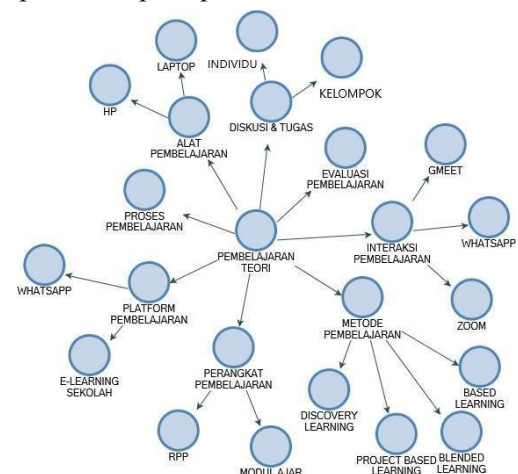 LAPTOP
INDIVIDU
KELOMPOK
HP
ALAT
PEMBELAJARAN
DISKUSI & TUGAS
EVALUASI
PEMBELAJARAN
GMEET
PROSES
PEMBELAJARAN
PEMBELAJARAN
TEORI
INTERAKSI
PEMBELAJARAN
WHATSAPP
WHATSAPP
PLATFORM
PEMBELAJARAN
METODE
PEMBELAJARAN
ZOOM
E-LEARNING
SEKOLAH
PERANGKAT
PEMBELAJARAN
DISCOVERY
LEARNING
BASED
LEARNING
RPP
MODUL AJAR
PROJECT BASED
LEARNING
BLENDED
LEARNING